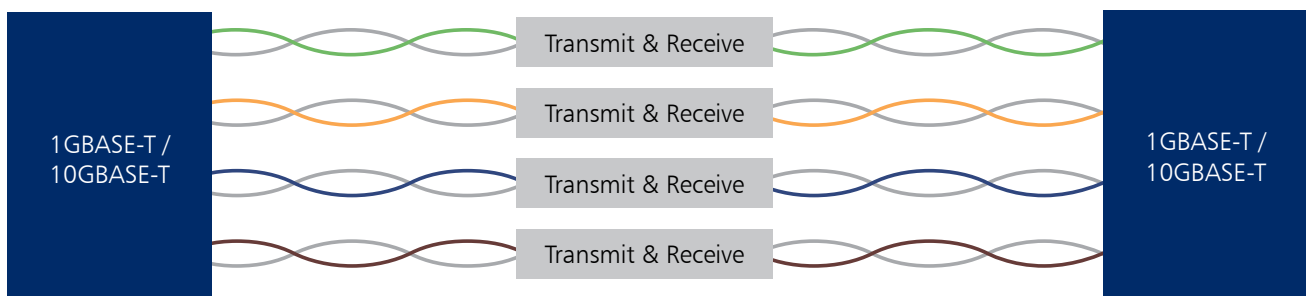 1GBASE-T /
10GBASE-T
Transmit & Receive
Transmit & Receive
Transmit & Receive
Transmit & Receive
1GBASE-T /
10GBASE-T